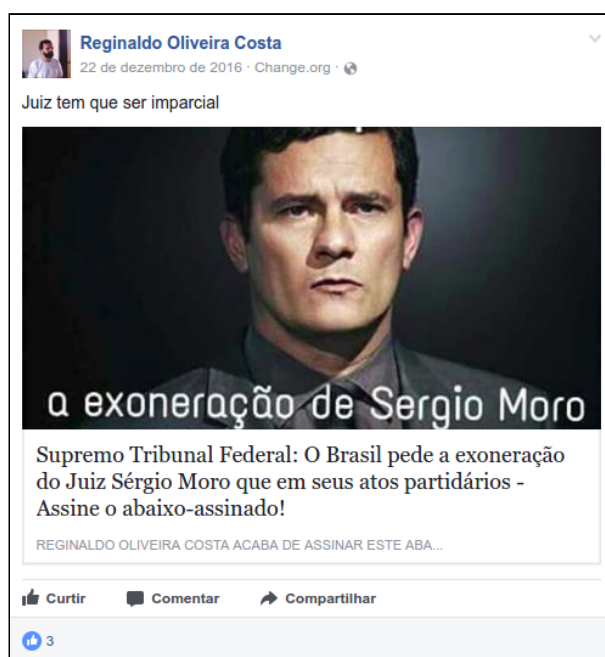 Reginaldo Oliveira Costa
22 de dezembro de 2016 · Change.org ·
Juiz tem que ser imparcial
a exoneração de Sergio Moro
Supremo Tribunal Federal: O Brasil pede a exoneração
do Juiz Sérgio Moro que em seus atos partidários -
Assine o abaixo-assinado!
REGINALDO OLIVEIRA COSTA ACABA DE ASSINAR ESTE ABA...
Curtir Comentar Compartilhar
3